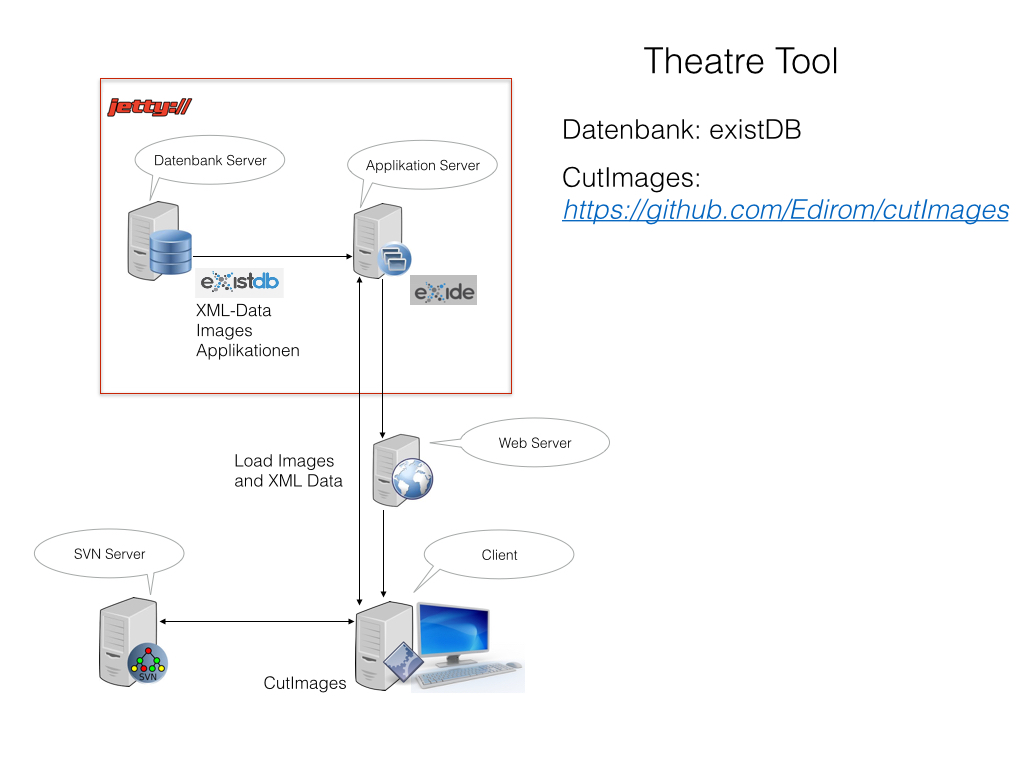 Theatre Tool
jetty://
Datenbank: existDB
Datenbank Server
Applikation Server
CutImages:
https://github.com/Edirom/cutImages
eXistdb
eXide
XML-Data
Images
Applikationen
Web Server
Load Images
and XML Data
SVN Server
Client
SVN
CutImages